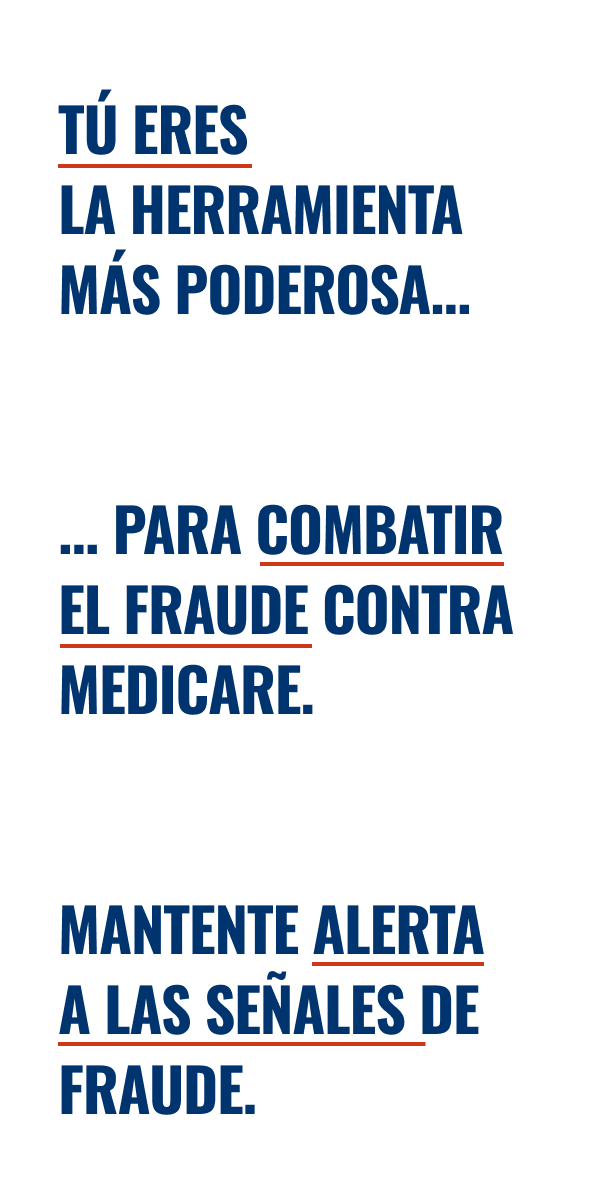 TÚ ERES
LA HERRAMIENTA
MÁS PODEROSA...
... PARA COMBATIR
EL FRAUDE CONTRA
MEDICARE.
MANTENTE ALERTA
A LAS SEÑALES DE
FRAUDE.